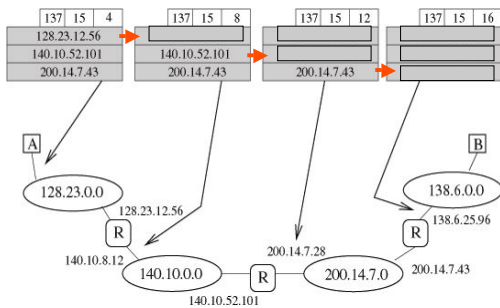 137 15 4
137 15 8
137 15 12
137 15 16
128.23.12.56
140.10.52.101
140.10.52.101
200.14.7.43
200.14.7.43
200.14.7.43
A
B
128.23.0.0
138.6.0.0
128.23.12.56
138.6.25.96
R
R
200.14.7.28
140.10.8.12
200.14.7.43
140.10.0.0
R
200.14.7.0
140.10.52.101